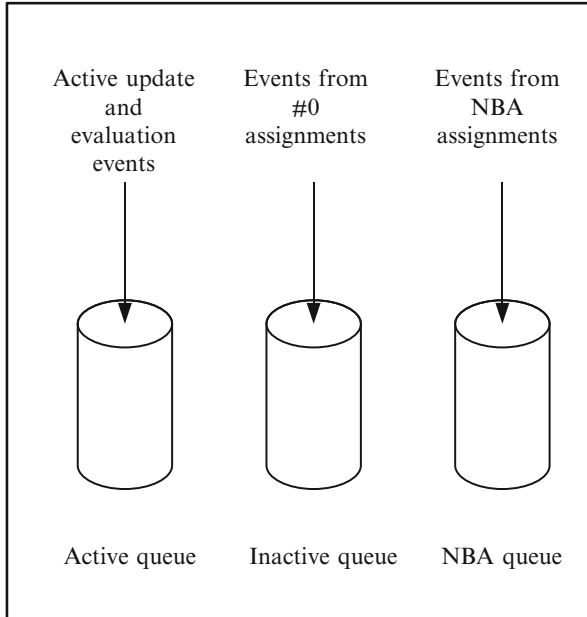 Active update
and
evaluation
events
Events from
#0
assignments
Events from
NBA
assignments
Active queue
Inactive queue
NBA queue